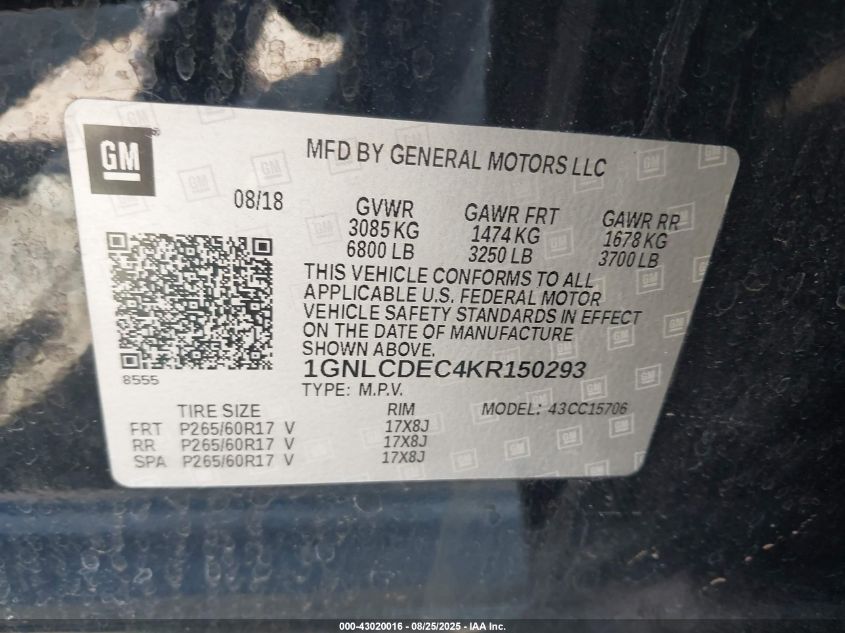 GM
MFD BY GENERAL MOTORS LLC
08/18
GVWR GAWR FRT GAWR RR
3085 KG 1474 KG 1678 KG
6800 LB 3250 LB 3700 LB
THIS VEHICLE CONFORMS TO ALL
APPLICABLE U.S. FEDERAL MOTOR
VEHICLE SAFETY STANDARDS IN EFFECT
ON THE DATE OF MANUFACTURE
SHOWN ABOVE.
8555
1GNLCDEC4KR150293
TYPE: M.P.V.
TIRE SIZE RIM MODEL: 43CC15706
FRT P265/60R17 V 17X8J
RR P265/60R17 V 17X8J
SPA P265/60R17 V 17X8J
000-43020016 - 08/25/2025 - IAA Inc.